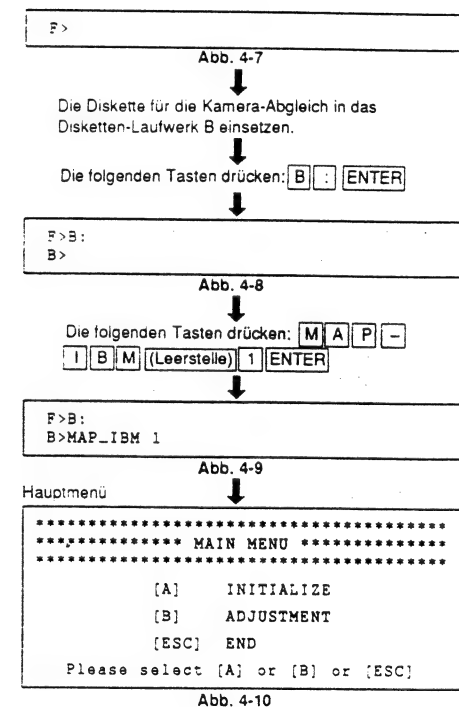 F>
Abb. 4-7
Die Diskette für die Kamera-Abgleich in das
Disketten-Laufwerk B einsetzen.
Die folgenden Tasten drücken: B : ENTER
F>B:
B>
Abb. 4-8
Die folgenden Tasten drücken: M A P –
I B M (Leerstelle) 1 ENTER
F>B:
B>MAP_IBM 1
Abb. 4-9
Hauptmenü
****************************************
************** MAIN MENU **************
****************************************
[A] INITIALIZE
[B] ADJUSTMENT
[ESC] END
Please select [A] or [B] or [ESC]
Abb. 4-10